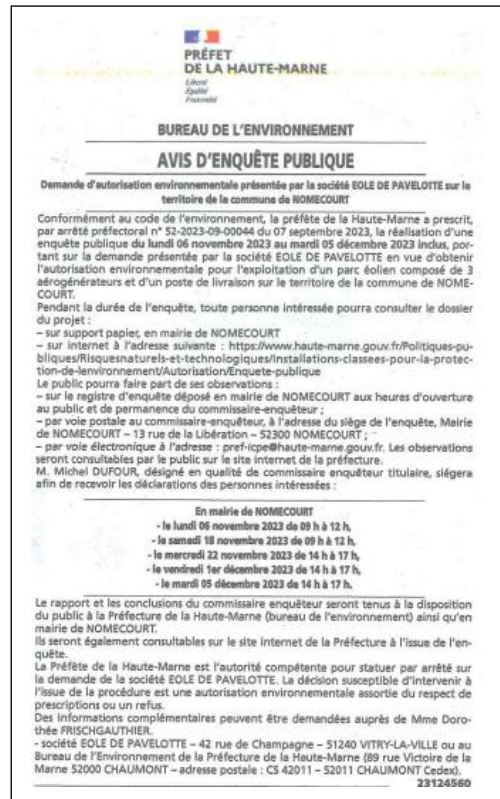 PRÉFET
DE LA HAUTE-MARNE
Liberté
Égalité
Fraternité
BUREAU DE L'ENVIRONNEMENT
AVIS D'ENQUÊTE PUBLIQUE
Demande d'autorisation environnementale présentée par la société EOLE DE PAVELOTTE sur le
territoire de la commune de NOMECOURT
Conformément au code de l'environnement, la préfète de la Haute-Marne a prescrit,
par arrêté préfectoral n° 52-2023-09-00044 du 07 septembre 2023, la réalisation d'une
enquête publique du lundi 06 novembre 2023 au mardi 05 décembre 2023 inclus, por-
tant sur la demande présentée par la société EOLE DE PAVELOTTE en vue d'obtenir
l'autorisation environnementale pour l'exploitation d'un parc éolien composé de 3
aérogénérateurs et d'un poste de livraison sur le territoire de la commune de NOME-
COURT.
Pendant la durée de l'enquête, toute personne intéressée pourra consulter le dossier
du projet :
– sur support papier, en mairie de NOMECOURT
– sur internet à l'adresse suivante : https://www.haute-marne.gouv.fr/Politiques-pu-
bliques/Risquesnaturels-et-technologiques/Installations-classees-pour-la-protec-
tion-de-lenvironnement/Autorisation/Enquete-publique
Le public pourra faire part de ses observations :
– sur le registre d'enquête déposé en mairie de NOMECOURT aux heures d'ouverture
au public et de permanence du commissaire-enquêteur ;
– par voie postale au commissaire-enquêteur, à l'adresse du siège de l'enquête, Mairie
de NOMECOURT – 13 rue de la Libération – 52300 NOMECOURT ;
– par voie électronique à l'adresse : pref-icpe@haute-marne.gouv.fr. Les observations
seront consultables par le public sur le site internet de la préfecture.
M. Michel DUFOUR, désigné en qualité de commissaire enquêteur titulaire, siégera
afin de recevoir les déclarations des personnes intéressées :
En mairie de NOMECOURT
- le lundi 06 novembre 2023 de 09 h à 12 h,
- le samedi 18 novembre 2023 de 09 h à 12 h,
- le mercredi 22 novembre 2023 de 14 h à 17 h,
- le vendredi 1er décembre 2023 de 14 h à 17 h,
- le mardi 05 décembre 2023 de 14 h à 17 h.
Le rapport et les conclusions du commissaire enquêteur seront tenus à la disposition
du public à la Préfecture de la Haute-Marne (bureau de l'environnement) ainsi qu'en
mairie de NOMECOURT.
Ils seront également consultables sur le site internet de la Préfecture à l'issue de l'en-
quête.
La Préfète de la Haute-Marne est l'autorité compétente pour statuer par arrêté sur
la demande de la société EOLE DE PAVELOTTE. La décision susceptible d'intervenir à
l'issue de la procédure est une autorisation environnementale assortie du respect de
prescriptions ou un refus.
Des informations complémentaires peuvent être demandées auprès de Mme Doro-
thée FRISCHGAUTHIER.
- société EOLE DE PAVELOTTE – 42 rue de Champagne – 51240 VITRY-LA-VILLE ou au
Bureau de l'Environnement de la Préfecture de la Haute-Marne (89 rue Victoire de la
Marne 52000 CHAUMONT – adresse postale : CS 42011 – 52011 CHAUMONT Cedex).
23124560